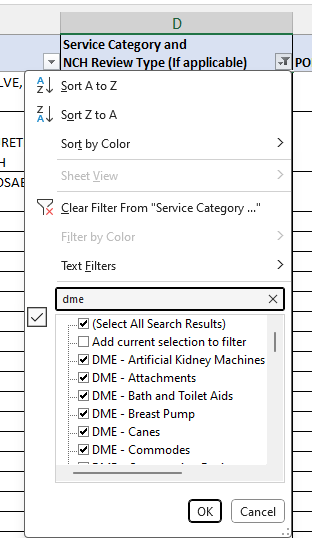 D
Service Category and
NCH Review Type (If applicable)
PO
LVE,
RET
H
OSAE
Sort A to Z
Sort Z to A
Sort by Color
Sheet View
Clear Filter From "Service Category ..."
Filter by Color
Text Filters
dme
(Select All Search Results)
Add current selection to filter
DME - Artificial Kidney Machines
DME - Attachments
DME - Bath and Toilet Aids
DME - Breast Pump
DME - Canes
DME - Commodes
OK
Cancel